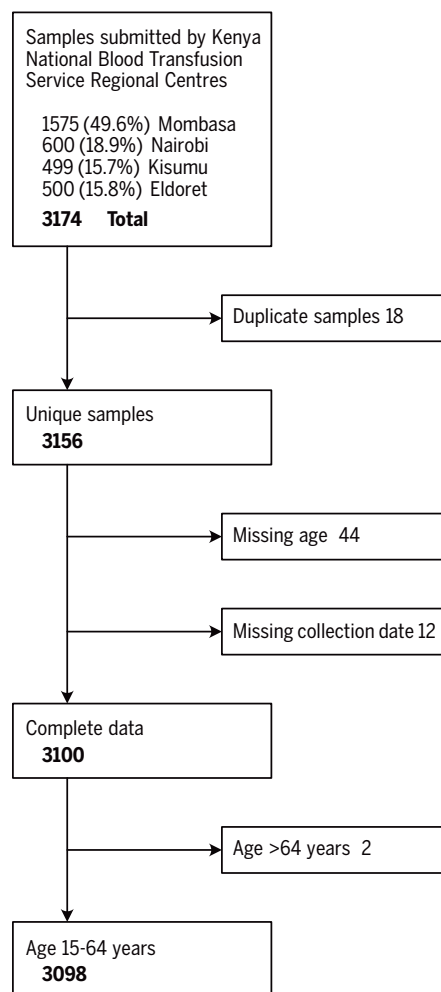 Samples submitted by Kenya
National Blood Transfusion
Service Regional Centres
1575 (49.6%) Mombasa
600 (18.9%) Nairobi
499 (15.7%) Kisumu
500 (15.8%) Eldoret
3174 Total
Duplicate samples 18
Unique samples
3156
Missing age 44
Missing collection date 12
Complete data
3100
Age >64 years 2
Age 15-64 years
3098